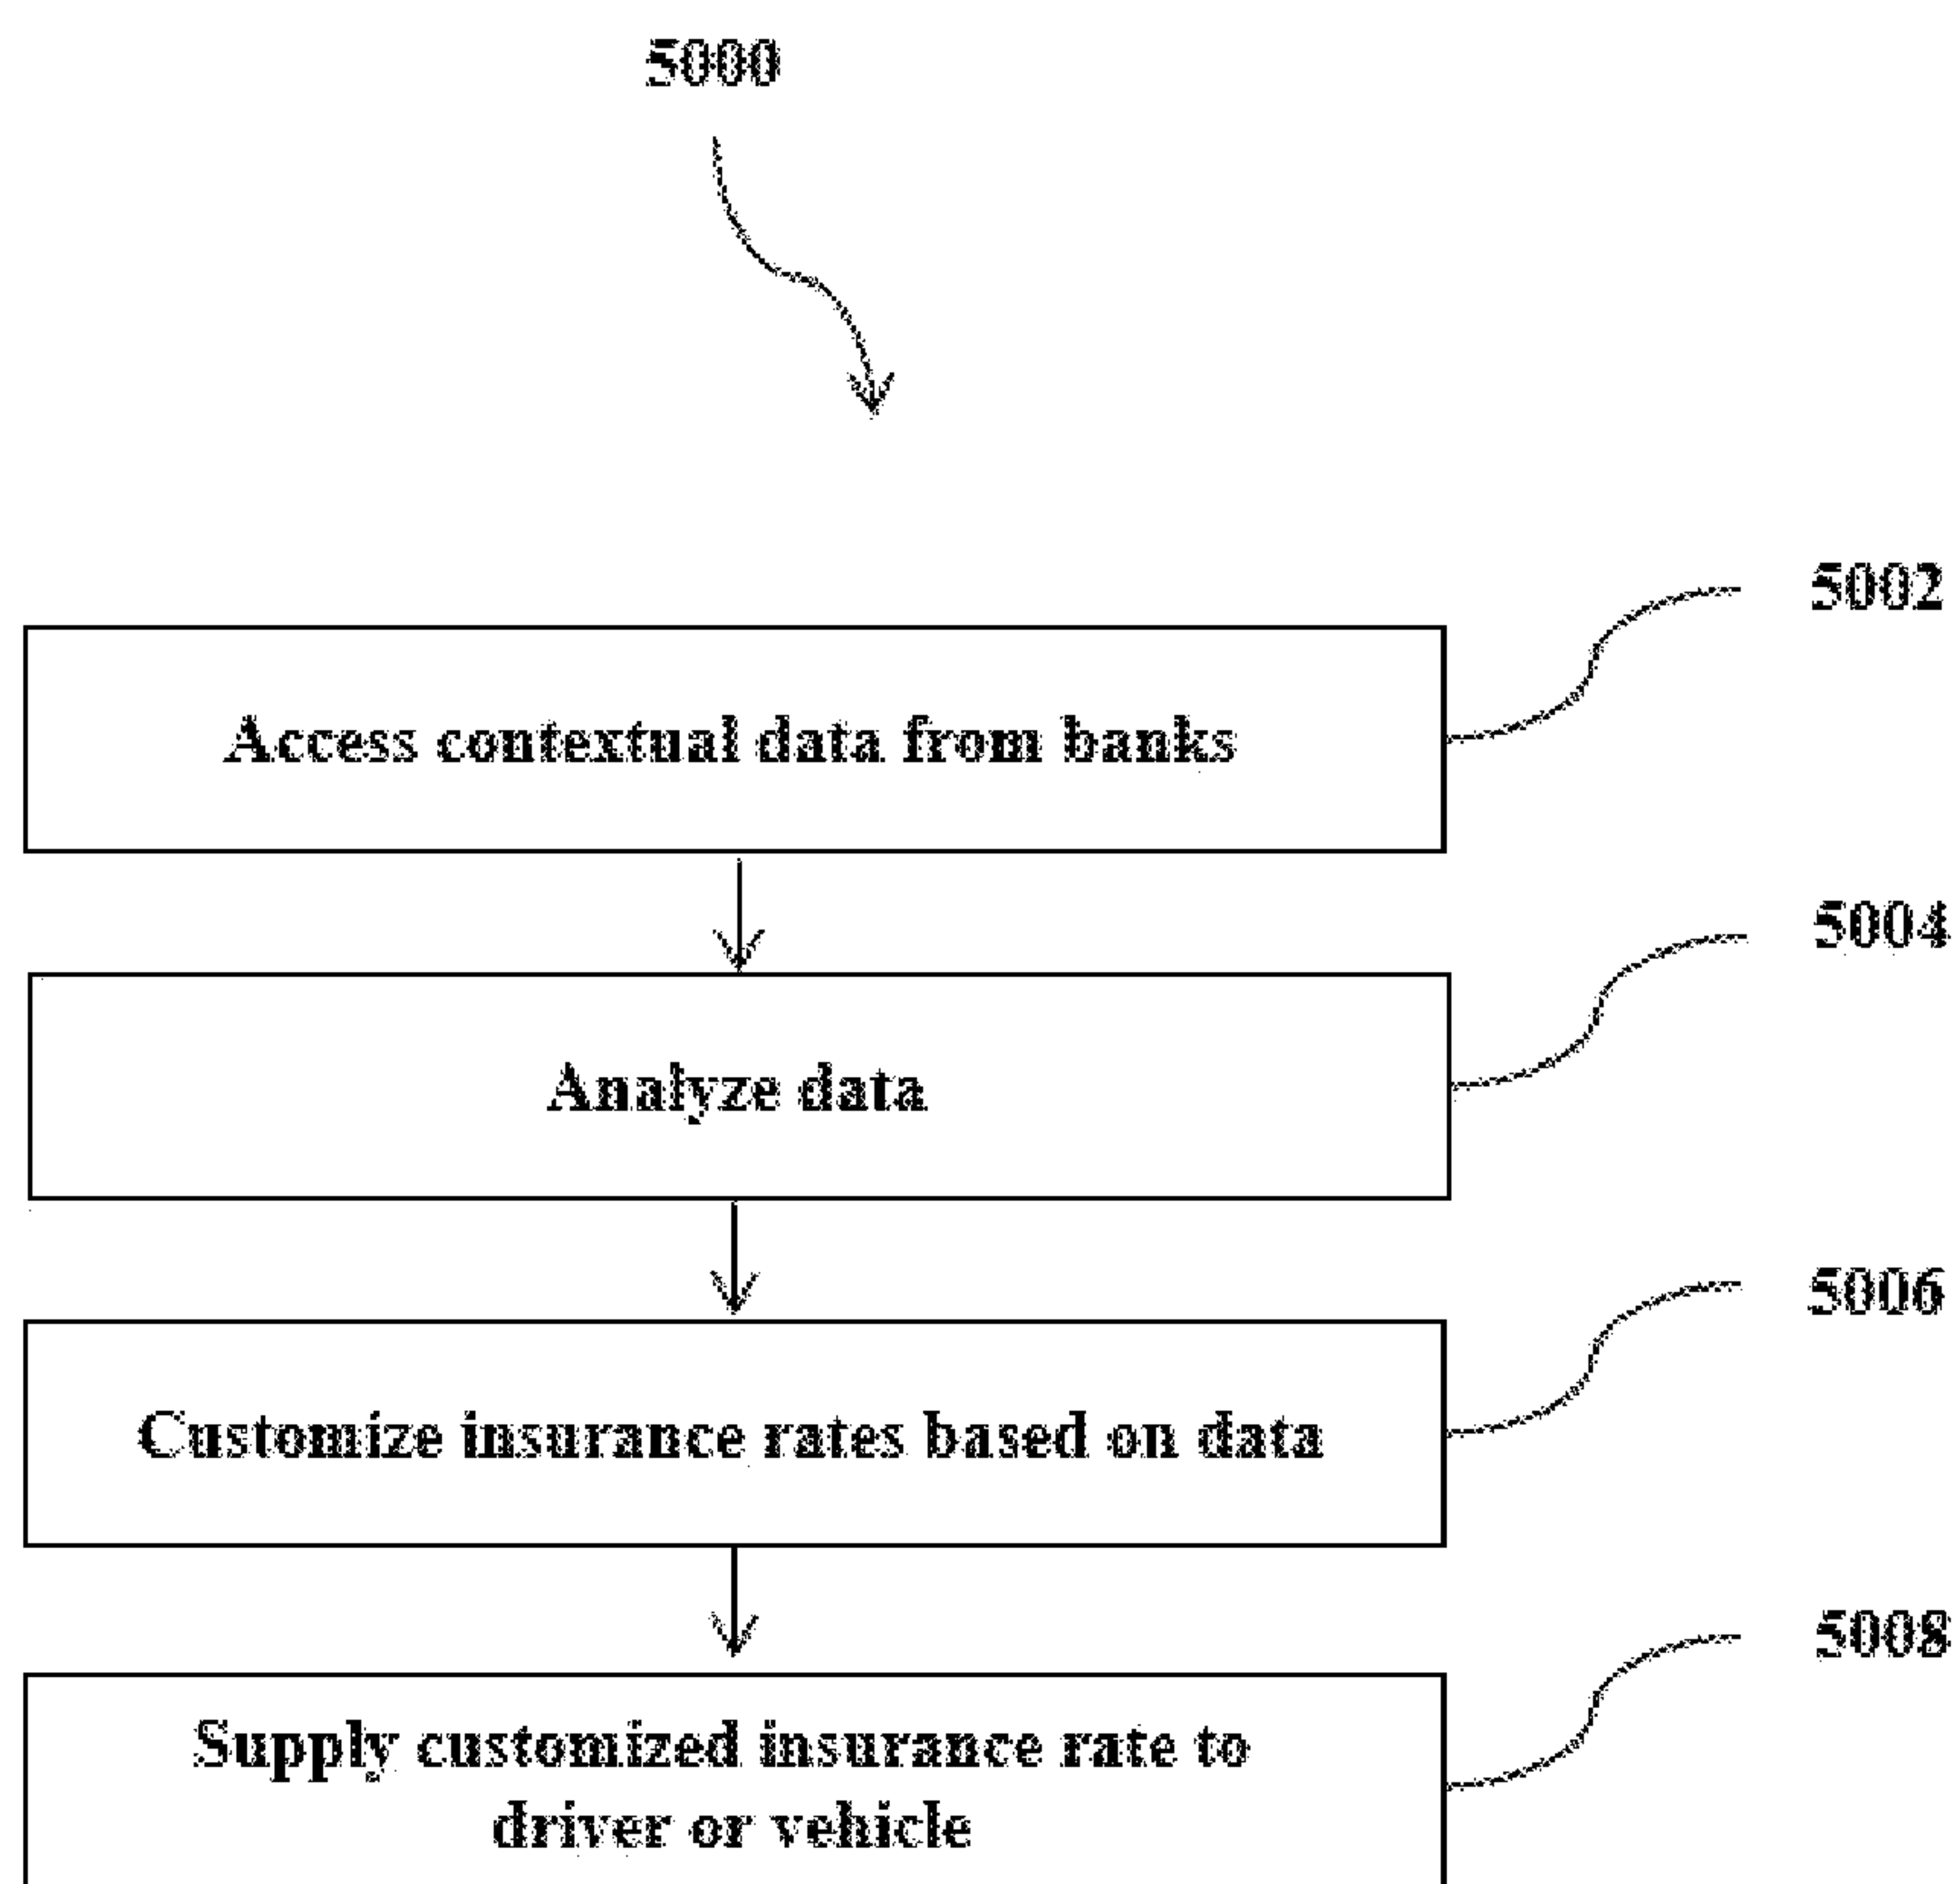 5000
5002
Access contextual data from banks
5004
Analyze data
5006
Customize insurance rates based on data
5008
Supply customized insurance rate to
driver or vehicle